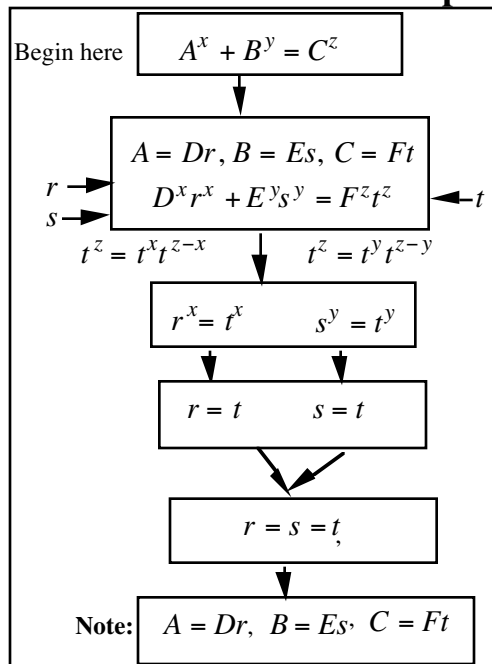 Begin here A^x + B^y = C^z
A = Dr, B = Es, C = Ft
r
D^x r^x + E^y s^y = F^z t^z
t
s
t^z = t^x t^{z-x} t^z = t^y t^{z-y}
r^x = t^x s^y = t^y
r = t s = t
r = s = t,
Note: A = Dr, B = Es, C = Ft